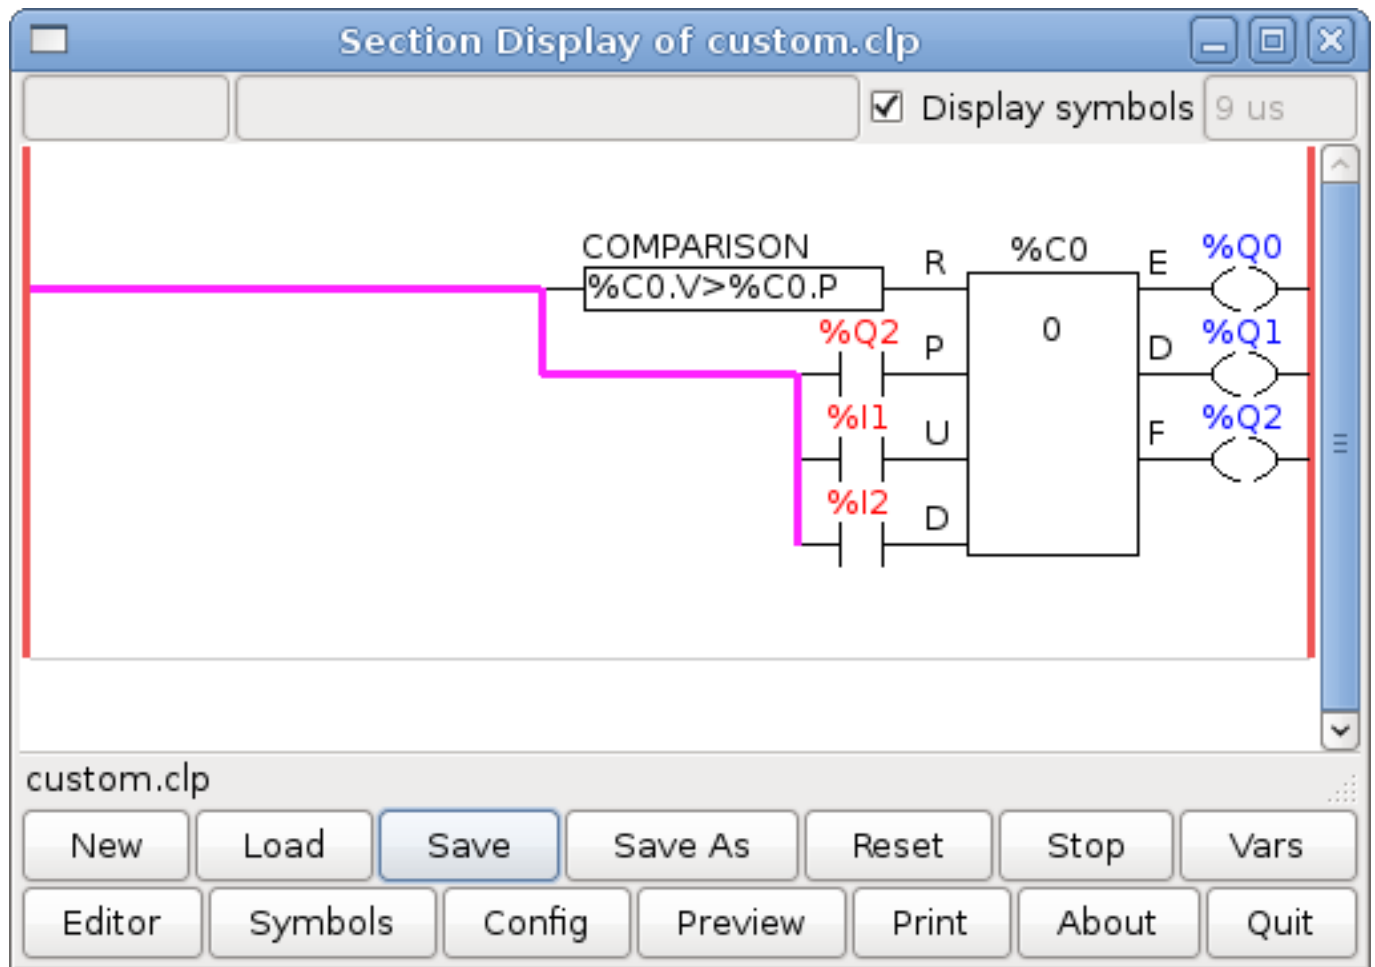 Section Display of custom.clp
Display symbols 9 us
COMPARISON R %C0 E %Q0
%C0.V>%C0.P
%Q2 P 0 D %Q1
%I1 U F %Q2
%I2 D
custom.clp
New Load Save Save As Reset Stop Vars
Editor Symbols Config Preview Print About Quit